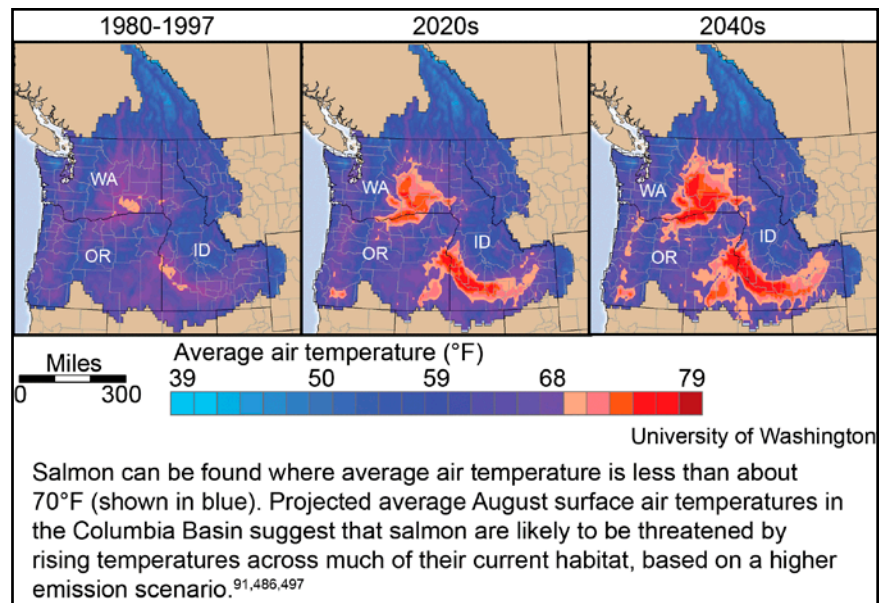 1980-1997 2020s 2040s
WA WA WA
OR ID OR ID OR ID
Miles
0 300
Average air temperature (°F)
39 50 59 68 79
University of Washington
Salmon can be found where average air temperature is less than about
70°F (shown in blue). Projected average August surface air temperatures in
the Columbia Basin suggest that salmon are likely to be threatened by
rising temperatures across much of their current habitat, based on a higher
emission scenario.91,486,497